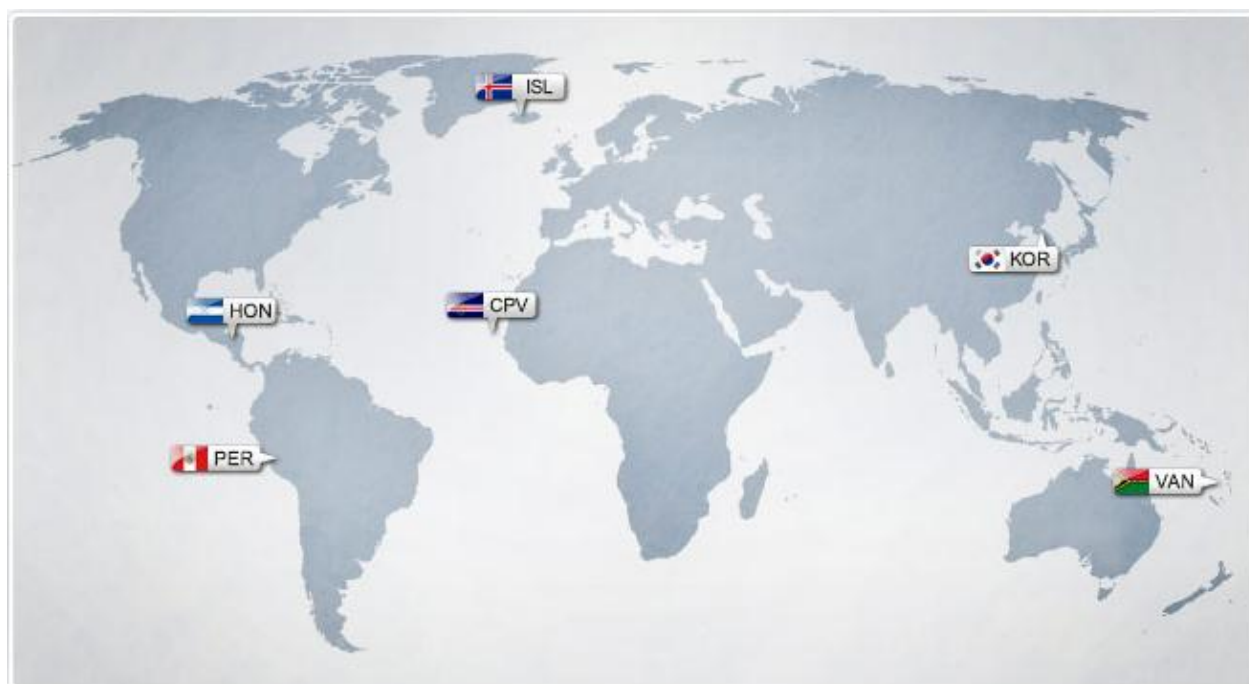 ISL
KOR
HON
CPV
PER
VAN